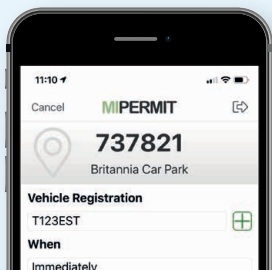 11:10
Cancel MIPERMIT
737821
Britannia Car Park
Vehicle Registration
T123EST
When
Immediately